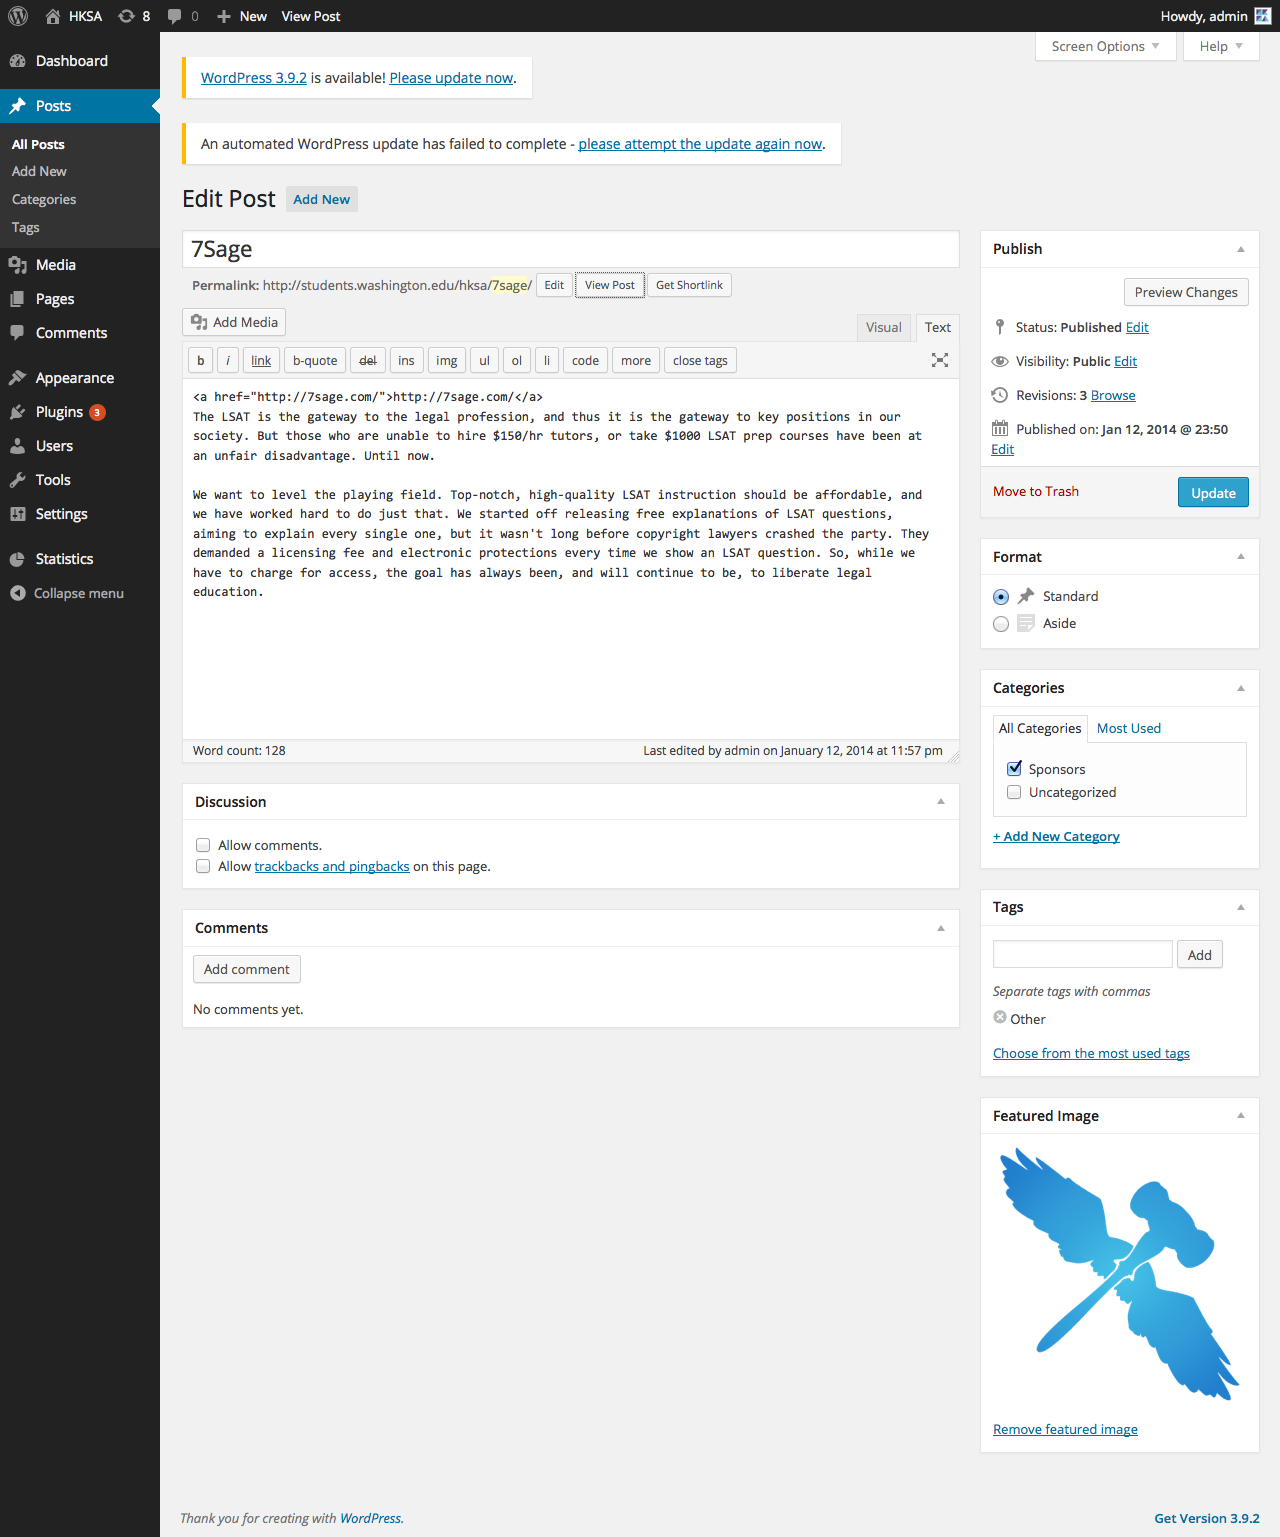 HKSA 8 0 New View Post Howdy, admin
Screen Options Help
Dashboard
Posts
All Posts
Add New
Categories
Tags
Media
Pages
Comments
Appearance
Plugins 3
Users
Tools
Settings
Statistics
Collapse menu
WordPress 3.9.2 is available! Please update now.
An automated WordPress update has failed to complete - please attempt the update again now.
Edit Post Add New
7Sage
Permalink: http://students.washington.edu/hksa/7sage/ Edit View Post Get Shortlink
Add Media
Visual Text
b i link b-quote del ins img ul ol li code more close tags
<a href="http://7sage.com/">http://7sage.com/</a>
The LSAT is the gateway to the legal profession, and thus it is the gateway to key positions in our
society. But those who are unable to hire $150/hr tutors, or take $1000 LSAT prep courses have been at
an unfair disadvantage. Until now.
We want to level the playing field. Top-notch, high-quality LSAT instruction should be affordable, and
we have worked hard to do just that. We started off releasing free explanations of LSAT questions,
aiming to explain every single one, but it wasn't long before copyright lawyers crashed the party. They
demanded a licensing fee and electronic protections every time we show an LSAT question. So, while we
have to charge for access, the goal has always been, and will continue to be, to liberate legal
education.
Word count: 128 Last edited by admin on January 12, 2014 at 11:57 pm
Discussion
Allow comments.
Allow trackbacks and pingbacks on this page.
Comments
Add comment
No comments yet.
Publish
Preview Changes
Status: Published Edit
Visibility: Public Edit
Revisions: 3 Browse
Published on: Jan 12, 2014 @ 23:50
Edit
Move to Trash Update
Format
Standard
Aside
Categories
All Categories Most Used
Sponsors
Uncategorized
+ Add New Category
Tags
Add
Separate tags with commas
Other
Choose from the most used tags
Featured Image
Remove featured image
Thank you for creating with WordPress. Get Version 3.9.2